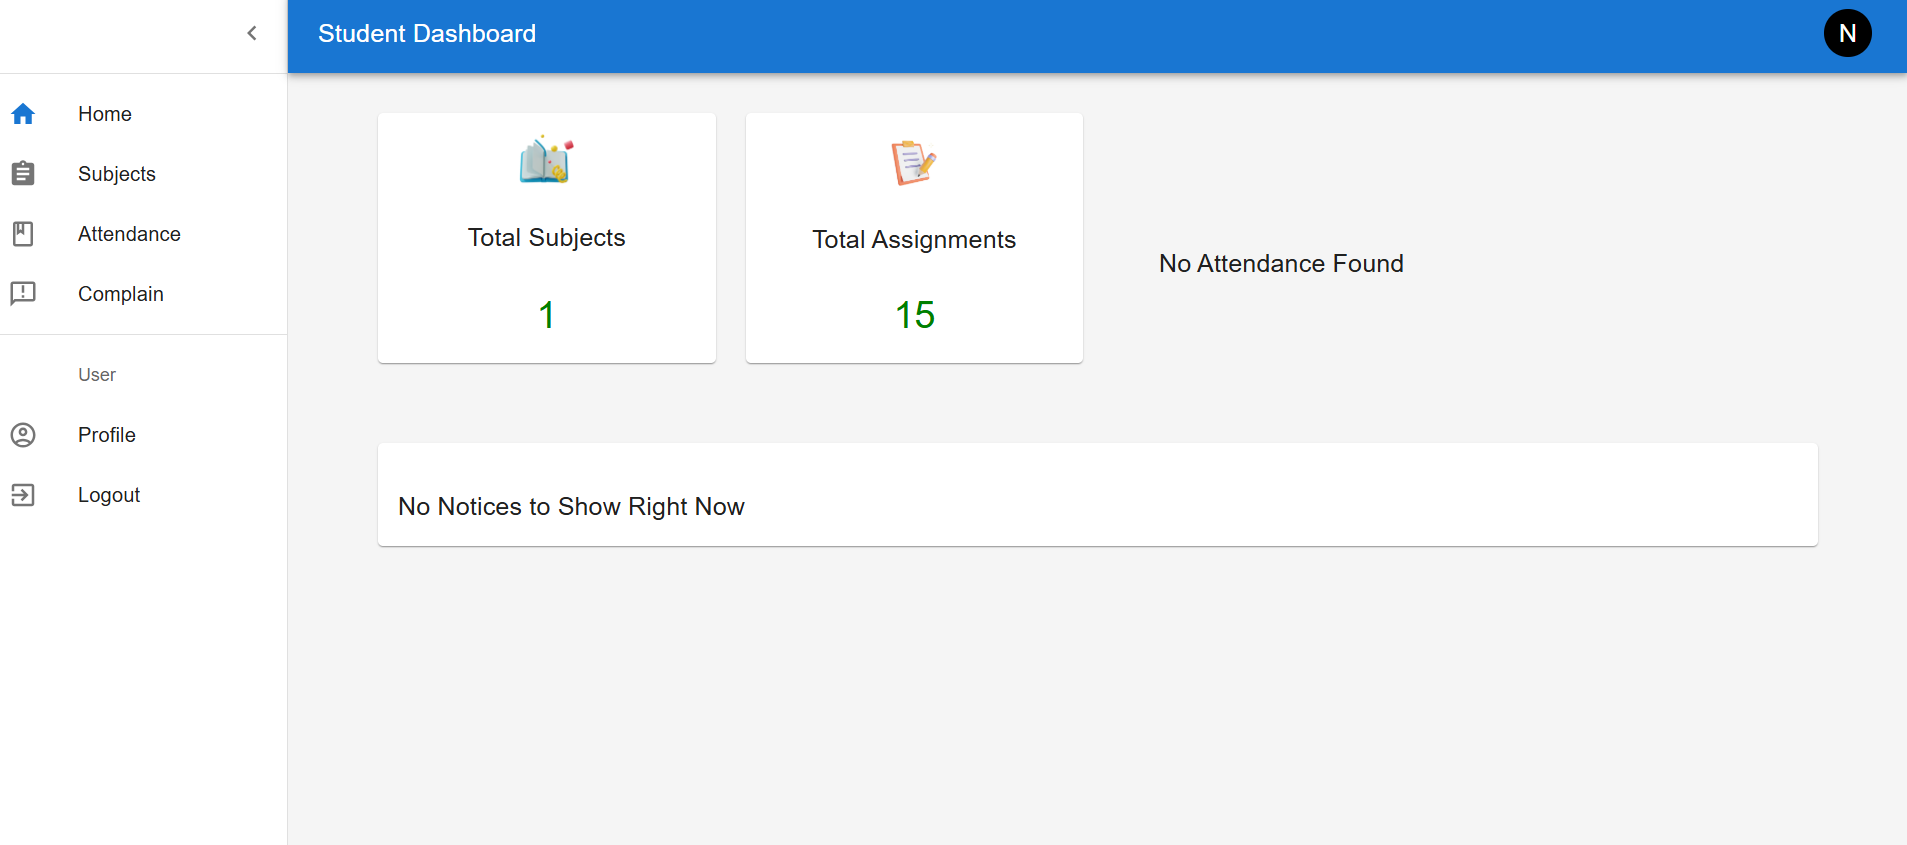 Student Dashboard
N
Home
Subjects
Attendance
Complain
User
Profile
Logout
Total Subjects
1
Total Assignments
15
No Attendance Found
No Notices to Show Right Now